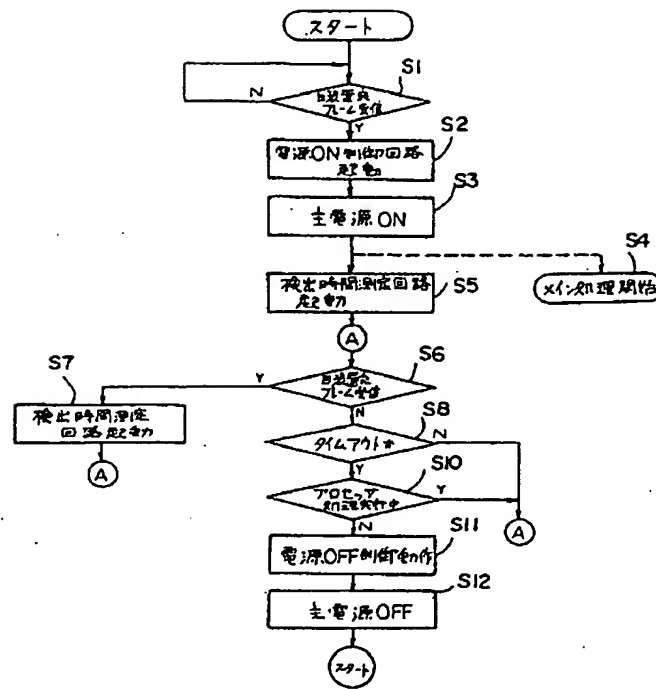 スタート
S1
自装置宛
フレーム受信
N
Y
S2
電源ON制御回路
起動
S3
主電源ON
S4
メイン処理開始
検出時間測定回路
起動
S5
A
S6
自装置宛
フレーム受信
Y
N
S7
検出時間測定
回路起動
A
S8
タイムアウトか
N
Y
S10
プロセッサ
処理実行中
Y
N
A
S11
電源OFF制御動作
S12
主電源OFF
スタート